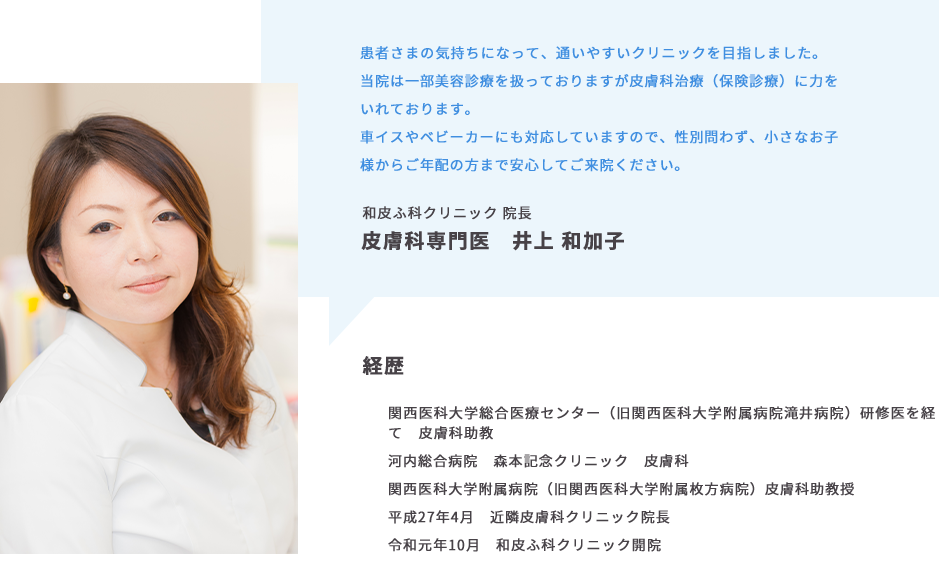 患者さまの気持ちになって、通いやすいクリニックを目指しました。
当院は一部美容診療を扱っておりますが皮膚科治療（保険診療）に力を
いれております。
車イスやベビーカーにも対応していますので、性別問わず、小さなお子
様からご年配の方まで安心してご来院ください。
和皮ふ科クリニック 院長
皮膚科専門医　井上 和加子
経歴
関西医科大学総合医療センター（旧関西医科大学附属病院滝井病院）研修医を経
て　皮膚科助教
河内総合病院　森本記念クリニック　皮膚科
関西医科大学附属病院（旧関西医科大学附属枚方病院）皮膚科助教授
平成27年4月　近隣皮膚科クリニック院長
令和元年10月　和皮ふ科クリニック開院